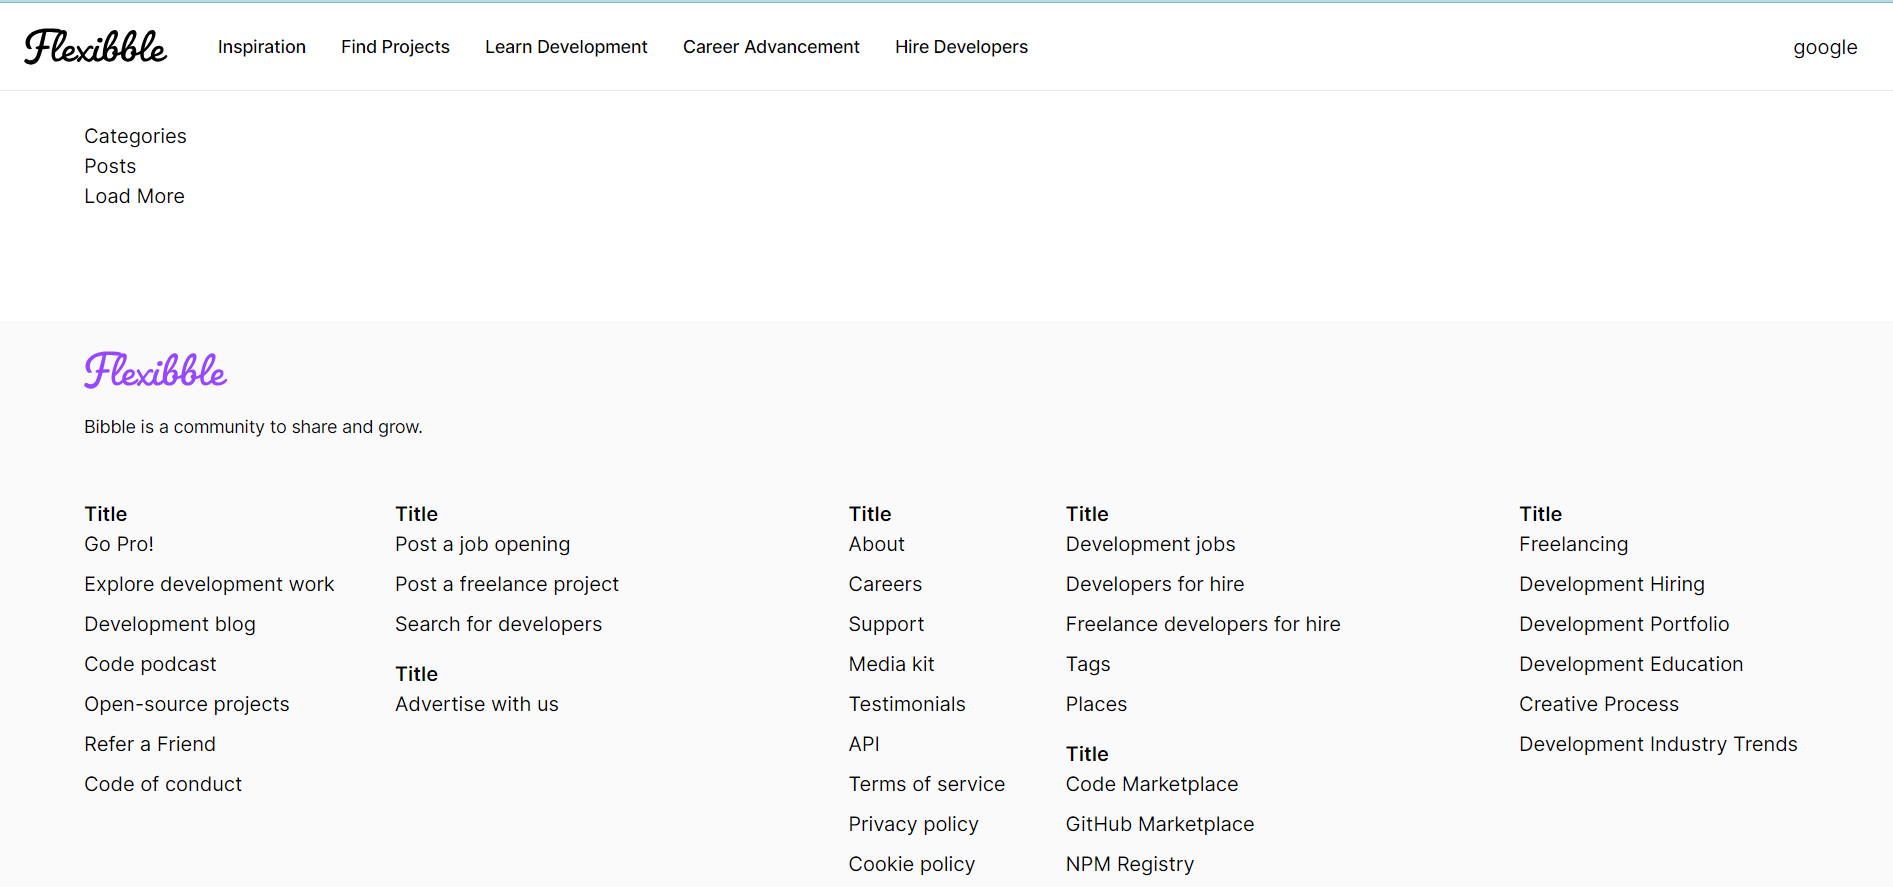 Flexibble
Inspiration
Find Projects
Learn Development
Career Advancement
Hire Developers
google
Categories
Posts
Load More
Flexibble
Bibble is a community to share and grow.
Title
Go Pro!
Explore development work
Development blog
Code podcast
Open-source projects
Refer a Friend
Code of conduct
Title
Post a job opening
Post a freelance project
Search for developers
Title
Advertise with us
Title
About
Careers
Support
Media kit
Testimonials
API
Terms of service
Privacy policy
Cookie policy
Title
Development jobs
Developers for hire
Freelance developers for hire
Tags
Places
Title
Code Marketplace
GitHub Marketplace
NPM Registry
Title
Freelancing
Development Hiring
Development Portfolio
Development Education
Creative Process
Development Industry Trends